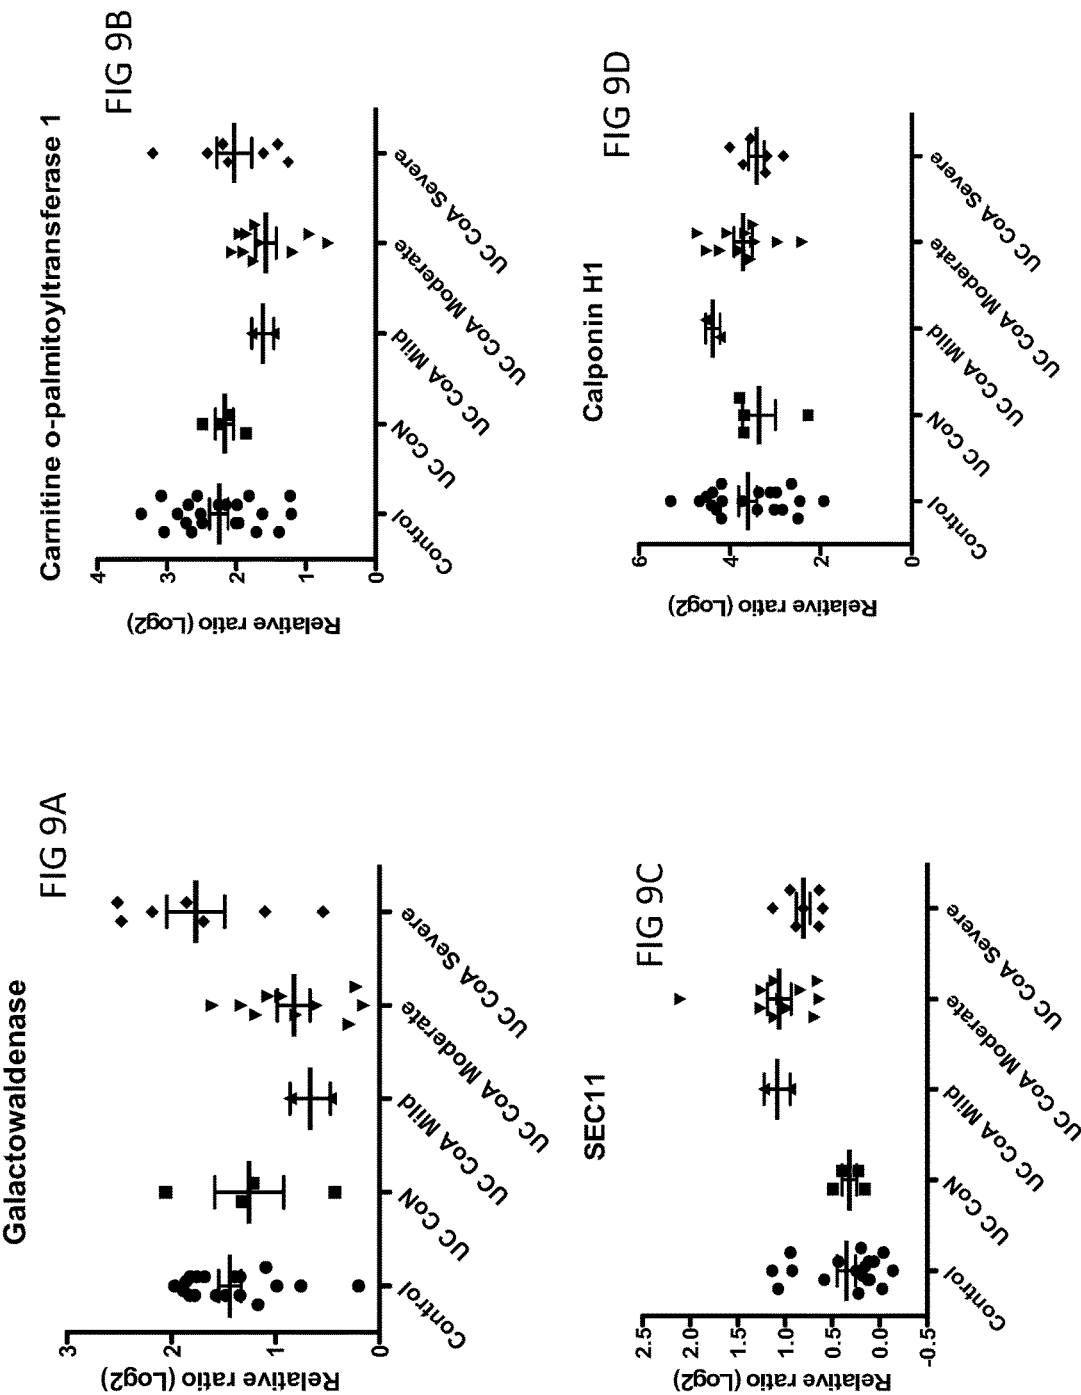 FIG 9A
Galactowaldenase
Relative ratio (Log2)
3
2
1
0
Control
UC CoN
UC CoA Mild
UC CoA Moderate
UC CoA Severe
FIG 9B
Carnitine o-palmitoyltransferase 1
Relative ratio (Log2)
4
3
2
1
0
Control
UC CoN
UC CoA Mild
UC CoA Moderate
UC CoA Severe
FIG 9C
SEC11
Relative ratio (Log2)
2.5
2.0
1.5
1.0
0.5
0.0
-0.5
Control
UC CoN
UC CoA Mild
UC CoA Moderate
UC CoA Severe
FIG 9D
Calponin H1
Relative ratio (Log2)
6
4
2
0
Control
UC CoN
UC CoA Mild
UC CoA Moderate
UC CoA Severe